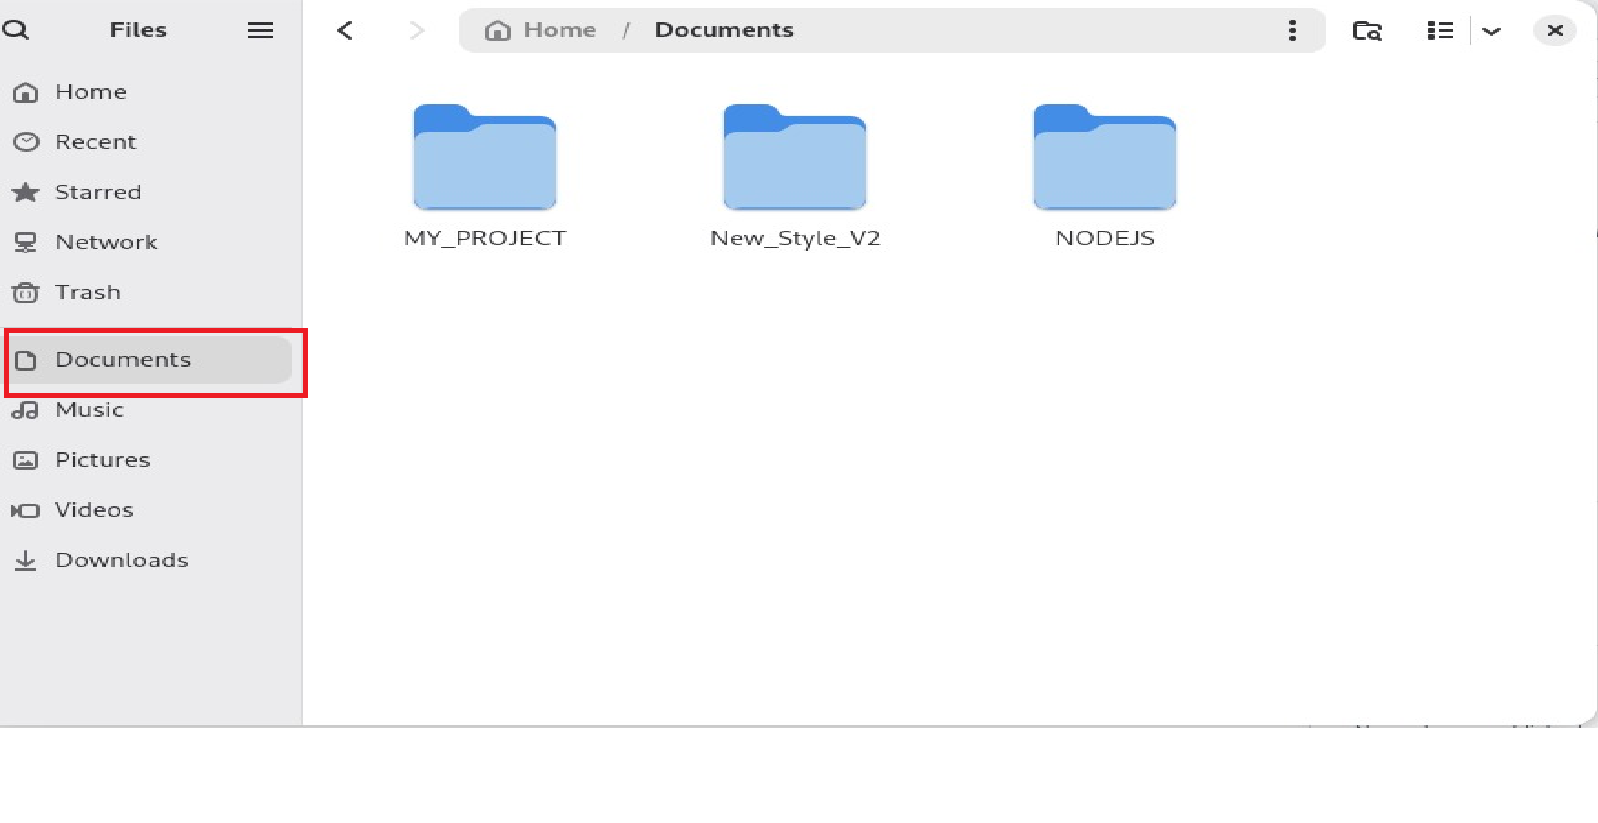 Files
Home / Documents
Home
Recent
Starred
Network
Trash
Documents
Music
Pictures
Videos
Downloads
MY_PROJECT
New_Style_V2
NODEJS